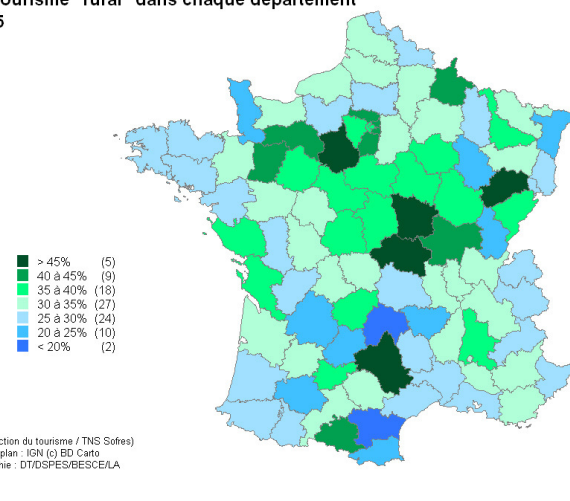 tourisme "rural" dans chaque département
5
> 45% (5)
40 à 45% (9)
35 à 40% (18)
30 à 35% (27)
25 à 30% (24)
20 à 25% (10)
< 20% (2)
ction du tourisme / TNS Sofres)
plan : IGN (c) BD Carto
nie : DT/DSPES/BESCE/LA